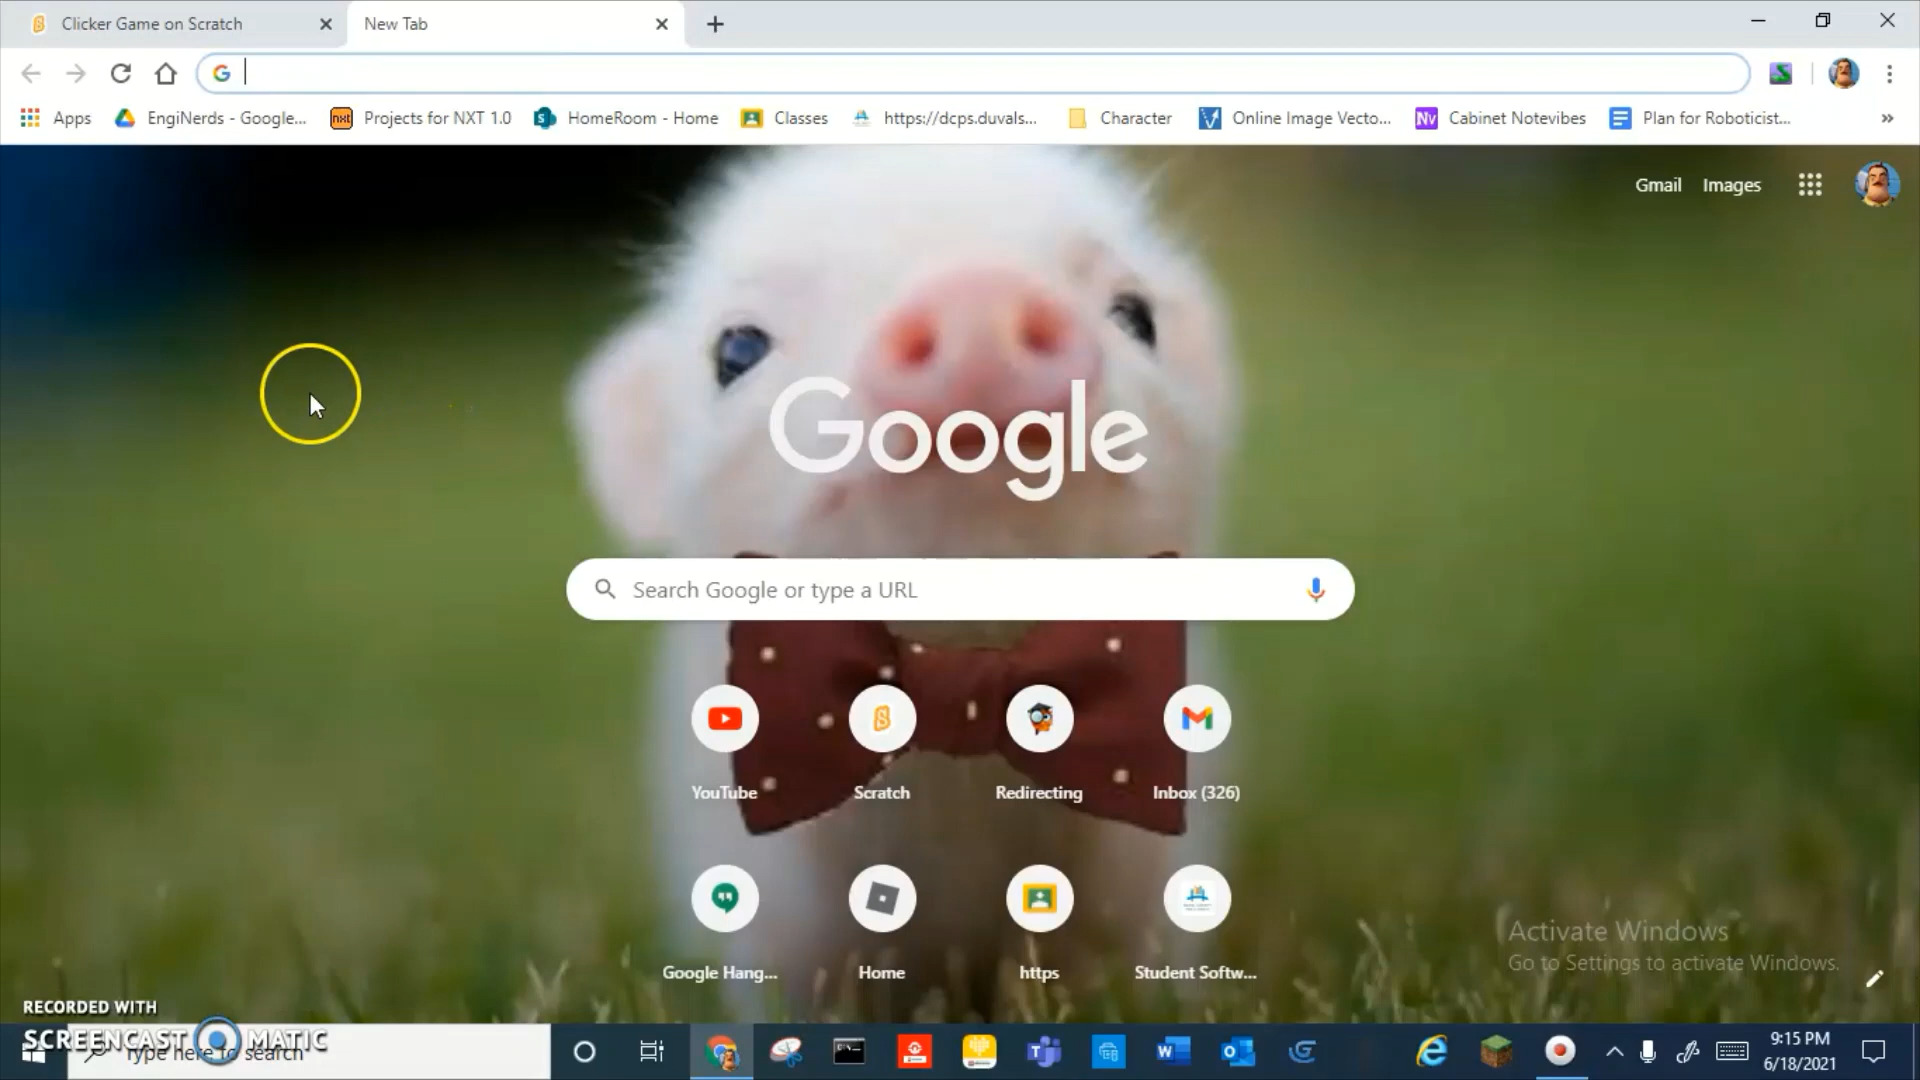 Clicker Game on Scratch
New Tab
Apps
EngiNerds - Google...
nxt
Projects for NXT 1.0
HomeRoom - Home
Classes
https://dcps.duvals...
Character
Online Image Vecto...
Nv
Cabinet Notevibes
Plan for Roboticist...
»
Gmail
Images
Google
Search Google or type a URL
YouTube
Scratch
Redirecting
Inbox (326)
Google Hang...
Home
https
Student Softw...
Activate Windows
Go to Settings to activate Windows.
RECORDED WITH
SCREENCAST MATIC
Type here to search
9:15 PM
6/18/2021